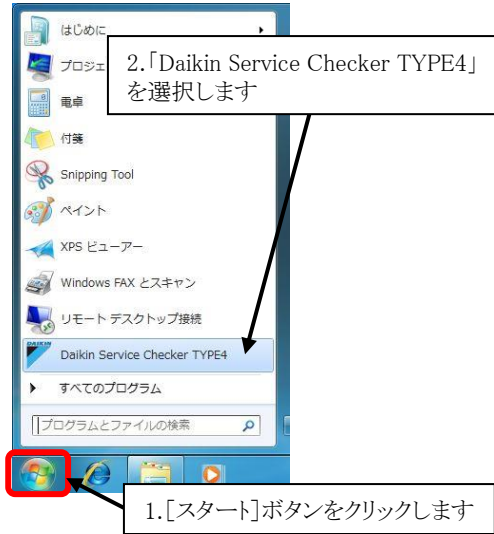 はじめに
プロジェ
2.「Daikin Service Checker TYPE4」
を選択します
電卓
付箋
Snipping Tool
ペイント
XPS ビューアー
Windows FAX とスキャン
リモート デスクトップ接続
DAIKIN
Daikin Service Checker TYPE4
すべてのプログラム
プログラムとファイルの検索
1.[スタート]ボタンをクリックします